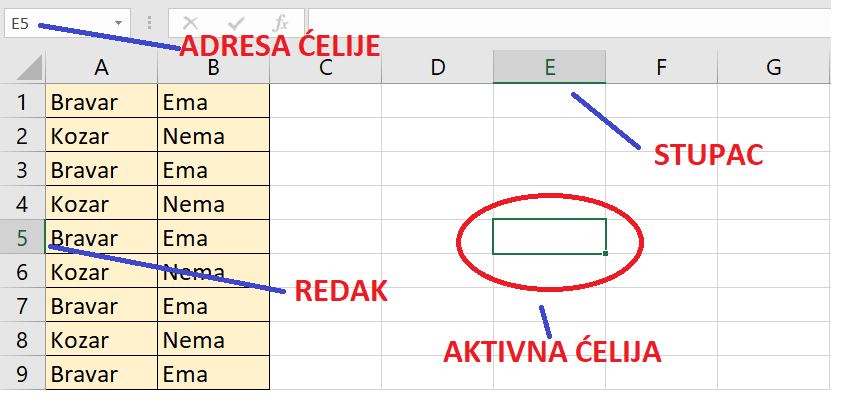 E5 fx
ADRESA ĆELIJE
A B C D E F G
1 Bravar Ema
2 Kozar Nema
3 Bravar Ema
STUPAC
4 Kozar Nema
5 Bravar Ema
6 Kozar Nema
REDAK
7 Bravar Ema
8 Kozar Nema
AKTIVNA ĆELIJA
9 Bravar Ema